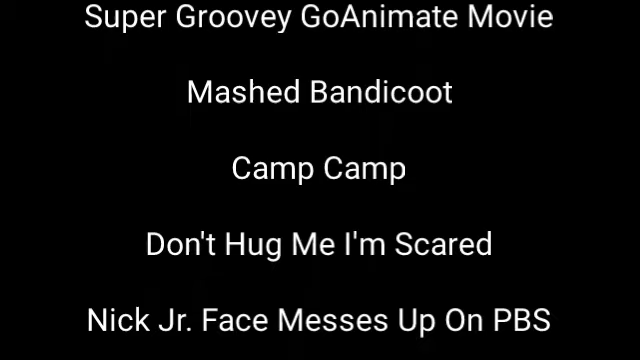 Super Groovey GoAnimate Movie
Mashed Bandicoot
Camp Camp
Don't Hug Me I'm Scared
Nick Jr. Face Messes Up On PBS